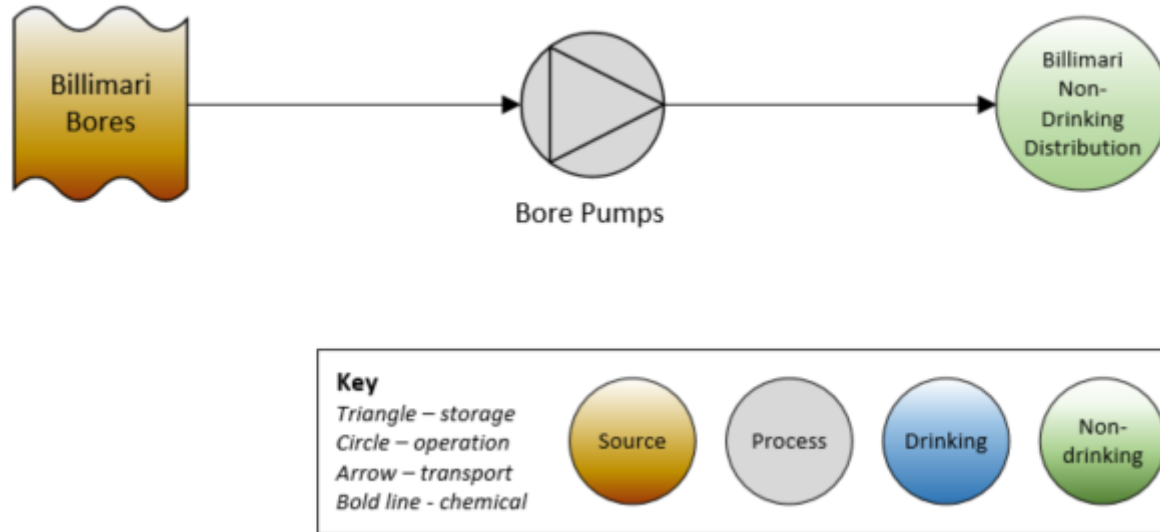 Billimari
Bores
Billimari
Non-
Drinking
Distribution
Bore Pumps
Key
Triangle – storage
Circle – operation
Arrow – transport
Bold line - chemical
Source
Process
Drinking
Non-
drinking